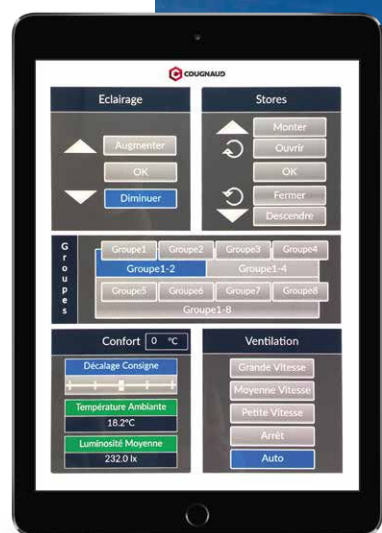 COUGNAUD
Eclairage
Augmenter
OK
Diminuer
Stores
Monter
Ouvrir
OK
Fermer
Descendre
Groupes
Groupe1 Groupe2 Groupe3 Groupe4
Groupe1-2 Groupe1-4
Groupe5 Groupe6 Groupe7 Groupe8
Groupe1-8
Confort 0 °C
Décalage Consigne
Température Ambiante
18.2°C
Luminosité Moyenne
232.0 lx
Ventilation
Grande Vitesse
Moyenne Vitesse
Petite Vitesse
Arrêt
Auto